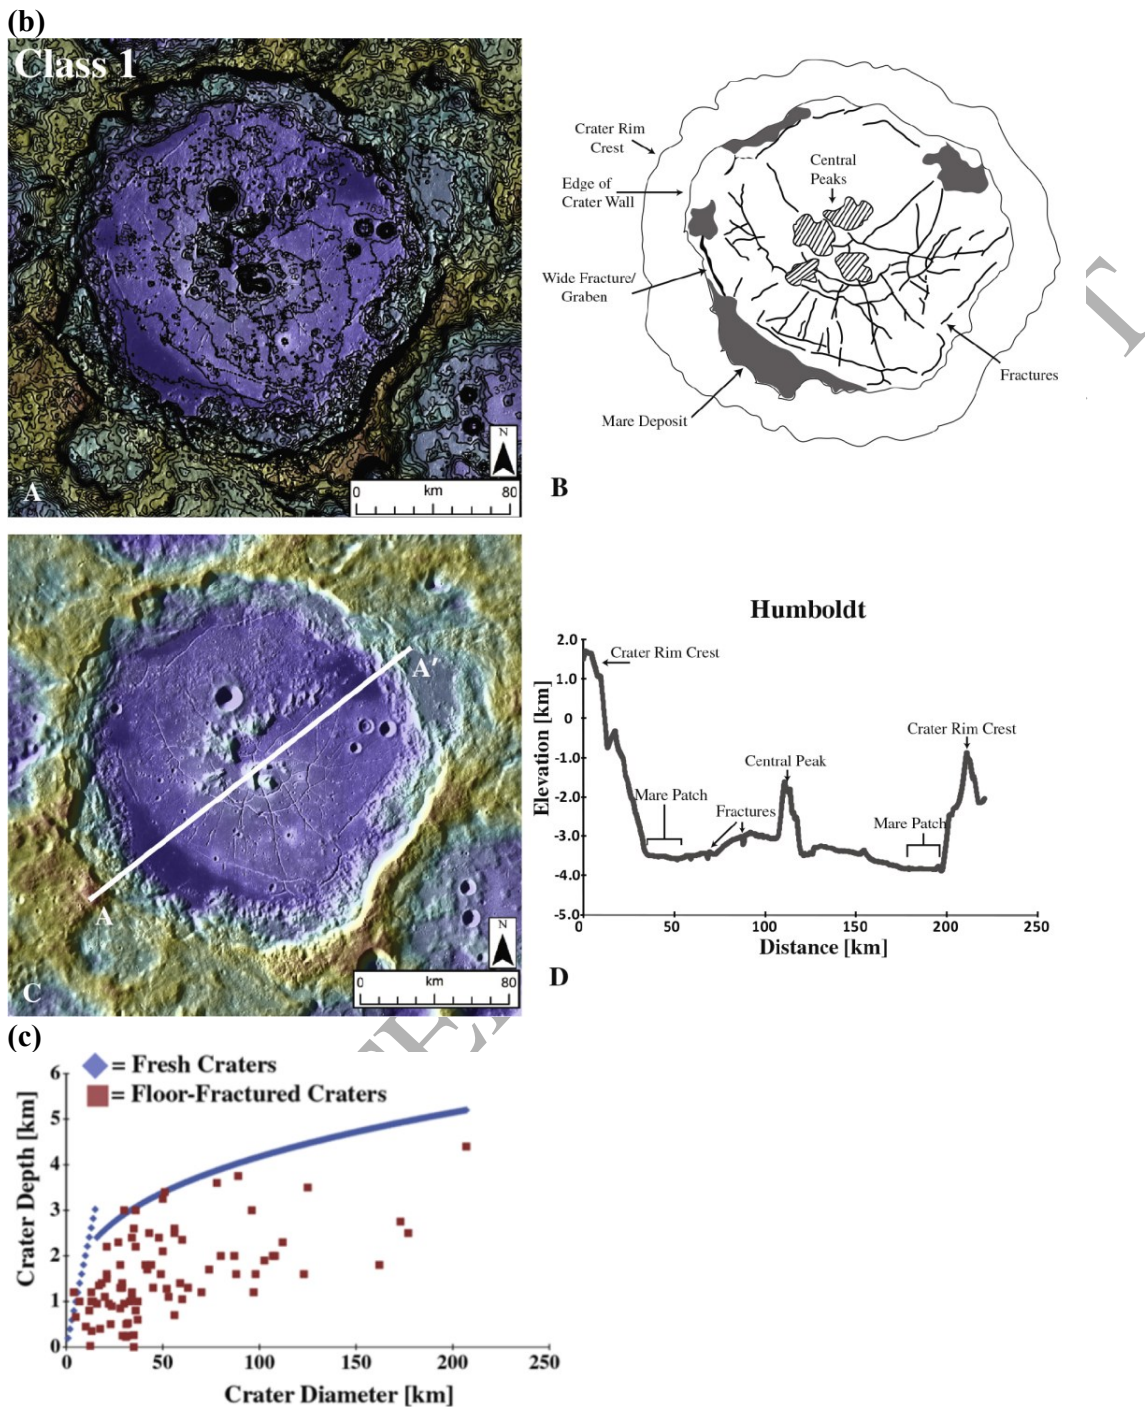 (b)
Class 1
N
km
0
80
A
Crater Rim
Crest
Edge of
Crater Wall
Wide Fracture/
Graben
Mare Deposit
Central
Peaks
Fractures
B
A'
A
N
km
0
80
C
Humboldt
2.0
1.0
0
-1.0
-2.0
-3.0
-4.0
-5.0
Elevation [km]
Crater Rim Crest
Mare Patch
Fractures
Central Peak
Crater Rim Crest
Mare Patch
0
50
100
150
200
250
Distance [km]
D
(c)
= Fresh Craters
= Floor-Fractured Craters
6
5
4
3
2
1
0
Crater Depth [km]
0
50
100
150
200
250
Crater Diameter [km]